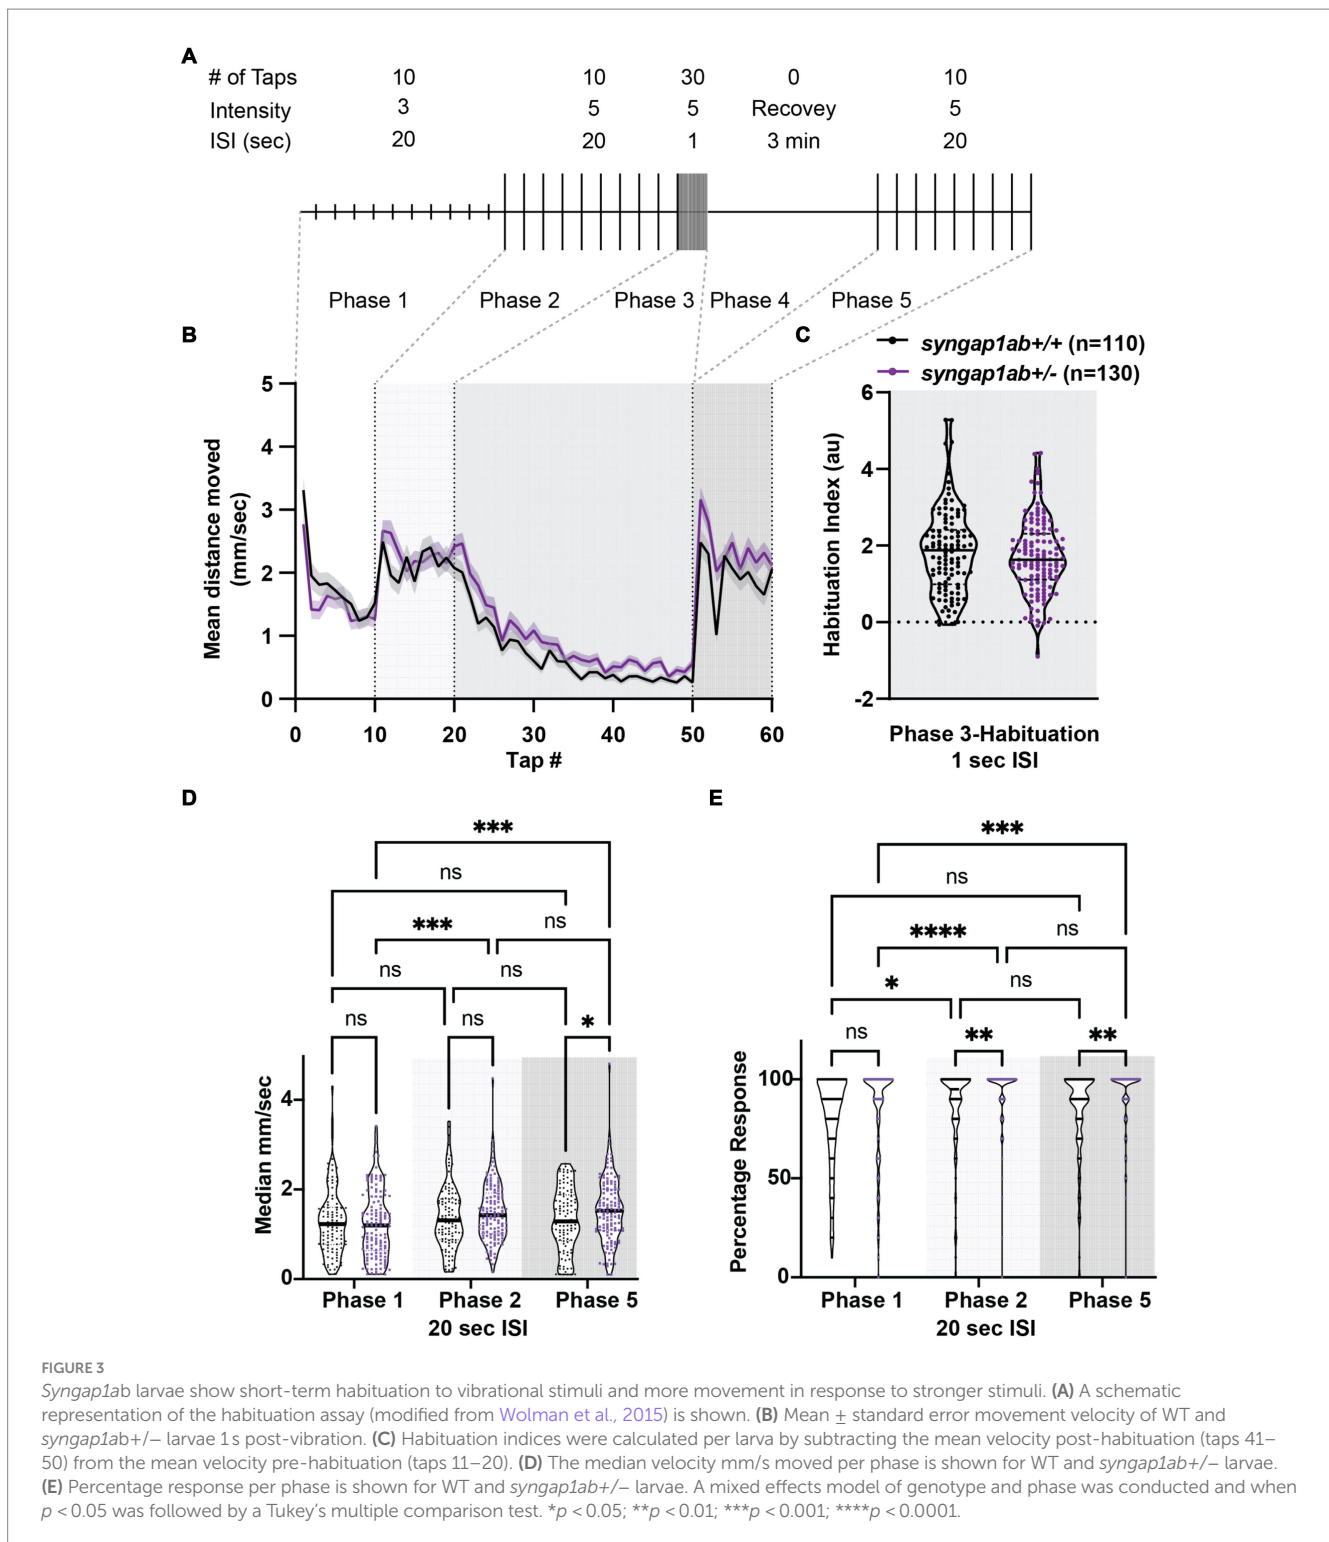 A
# of Taps 10 10 30 0 10
Intensity 3 5 5 Recovey 5
ISI (sec) 20 20 1 3 min 20
Phase 1 Phase 2 Phase 3 Phase 4 Phase 5
B
5
4
3
2
1
0
Mean distance moved
(mm/sec)
0 10 20 30 40 50 60
Tap #
C
syngap1ab+/+ (n=110)
syngap1ab+/- (n=130)
6
4
2
0
-2
Habituation Index (au)
Phase 3-Habituation
1 sec ISI
D
***
ns
*** ns
ns ns
ns ns *
4
2
0
Median mm/sec
Phase 1 Phase 2 Phase 5
20 sec ISI
E
***
ns
**** ns
* ns
ns ** **
100
50
0
Percentage Response
Phase 1 Phase 2 Phase 5
20 sec ISI
FIGURE 3
Syngap1ab larvae show short-term habituation to vibrational stimuli and more movement in response to stronger stimuli. (A) A schematic
representation of the habituation assay (modified from Wolman et al., 2015) is shown. (B) Mean ± standard error movement velocity of WT and
syngap1ab+/− larvae 1 s post-vibration. (C) Habituation indices were calculated per larva by subtracting the mean velocity post-habituation (taps 41–
50) from the mean velocity pre-habituation (taps 11–20). (D) The median velocity mm/s moved per phase is shown for WT and syngap1ab+/− larvae.
(E) Percentage response per phase is shown for WT and syngap1ab+/− larvae. A mixed effects model of genotype and phase was conducted and when
p < 0.05 was followed by a Tukey's multiple comparison test. *p < 0.05; **p < 0.01; ***p < 0.001; ****p < 0.0001.